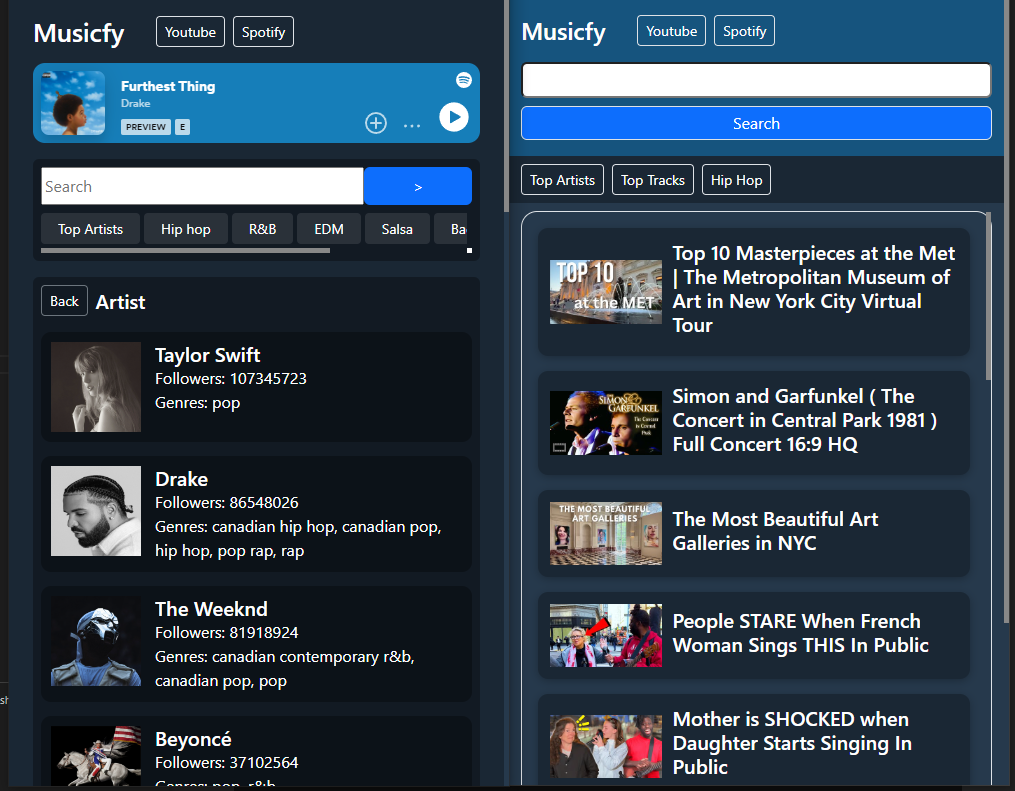 Musicfy
Youtube
Spotify
Furthest Thing
Drake
PREVIEW
E
Search
>
Top Artists
Hip hop
R&B
EDM
Salsa
Ba
Back
Artist
Taylor Swift
Followers: 107345723
Genres: pop
Drake
Followers: 86548026
Genres: canadian hip hop, canadian pop,
hip hop, pop rap, rap
The Weeknd
Followers: 81918924
Genres: canadian contemporary r&b,
canadian pop, pop
Beyoncé
Followers: 37102564
Genres: pop, r&b
sh
Musicfy
Youtube
Spotify
Search
Top Artists
Top Tracks
Hip Hop
TOP 10
at the MET
Top 10 Masterpieces at the Met
| The Metropolitan Museum of
Art in New York City Virtual
Tour
SIMON AND
GARFUNKEL
The
Concert in
Central
Park
Simon and Garfunkel ( The
Concert in Central Park 1981 )
Full Concert 16:9 HQ
THE MOST BEAUTIFUL
ART GALLERIES
The Most Beautiful Art
Galleries in NYC
People STARE When French
Woman Sings THIS In Public
Mother is SHOCKED when
Daughter Starts Singing In
Public